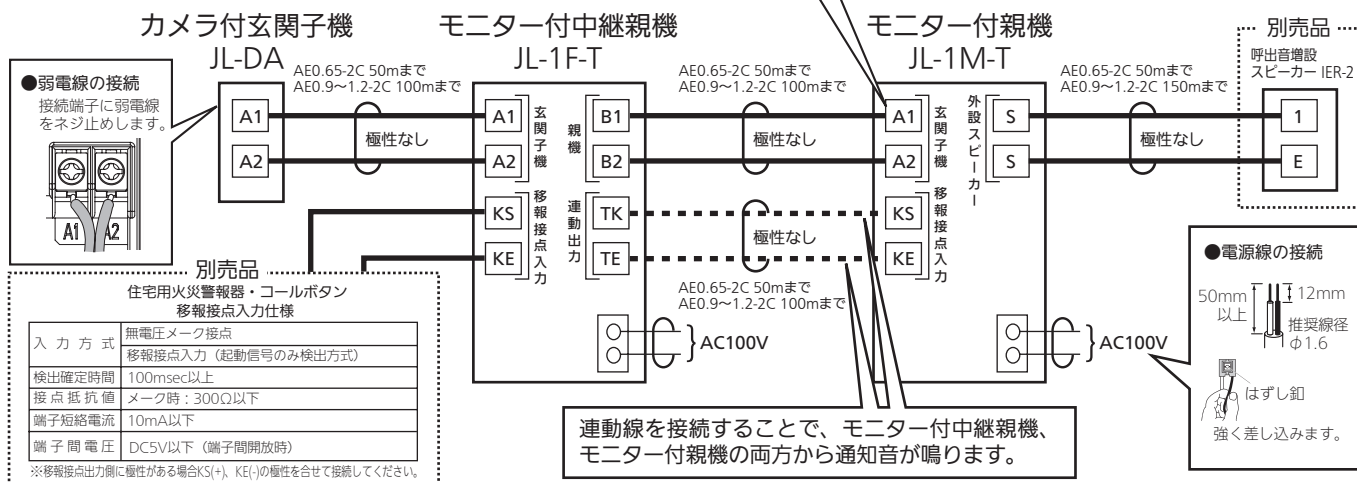 カメラ付玄関子機
JL-DA
モニター付中継親機
JL-1F-T
モニター付親機
JL-1M-T
別売品
呼出音増設
スピーカー IER-2
●弱電線の接続
接続端子に弱電線
をネジ止めします。
A1 A2
A1
A2
AE0.65-2C 50mまで
AE0.9〜1.2-2C 100mまで
極性なし
A1
A2
玄関子機
KS
KE
移報接点入力
B1
B2
親機
TK
TE
連動出力
AC100V
AE0.65-2C 50mまで
AE0.9〜1.2-2C 100mまで
極性なし
極性なし
AE0.65-2C 50mまで
AE0.9〜1.2-2C 100mまで
A1
A2
玄関子機
KS
KE
移報接点入力
S
S
外設スピーカー
AC100V
AE0.65-2C 50mまで
AE0.9〜1.2-2C 150mまで
極性なし
1
E
●電源線の接続
50mm
以上
12mm
推奨線径
φ1.6
はずし釦
強く差し込みます。
別売品
住宅用火災警報器・コールボタン
移報接点入力仕様
入力方式 無電圧メーク接点
移報接点入力（起動信号のみ検出方式）
検出確定時間 100msec以上
接点抵抗値 メーク時：300Ω以下
端子短絡電流 10mA以下
端子間電圧 DC5V以下（端子間開放時）
※移報接点出力側に極性がある場合KS(+)、KE(-)の極性を合せて接続してください。
連動線を接続することで、モニター付中継親機、
モニター付親機の両方から通知音が鳴ります。